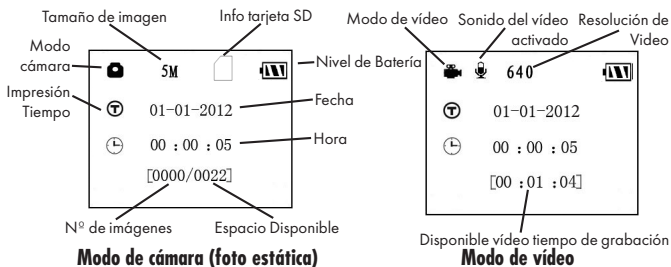 Tamaño de imagen
Info tarjeta SD
Modo
cámara
5M
Nivel de Batería
Impresión
Tiempo
T
01-01-2012
Fecha
00 : 00 : 05
Hora
[0000/0022]
Nº de imágenes
Espacio Disponible
Modo de cámara (foto estática)
Modo de vídeo
Sonido del vídeo
activado
Resolución de
Video
640
T
01-01-2012
00 : 00 : 05
[00 :01 :04]
Disponible vídeo tiempo de grabación
Modo de vídeo